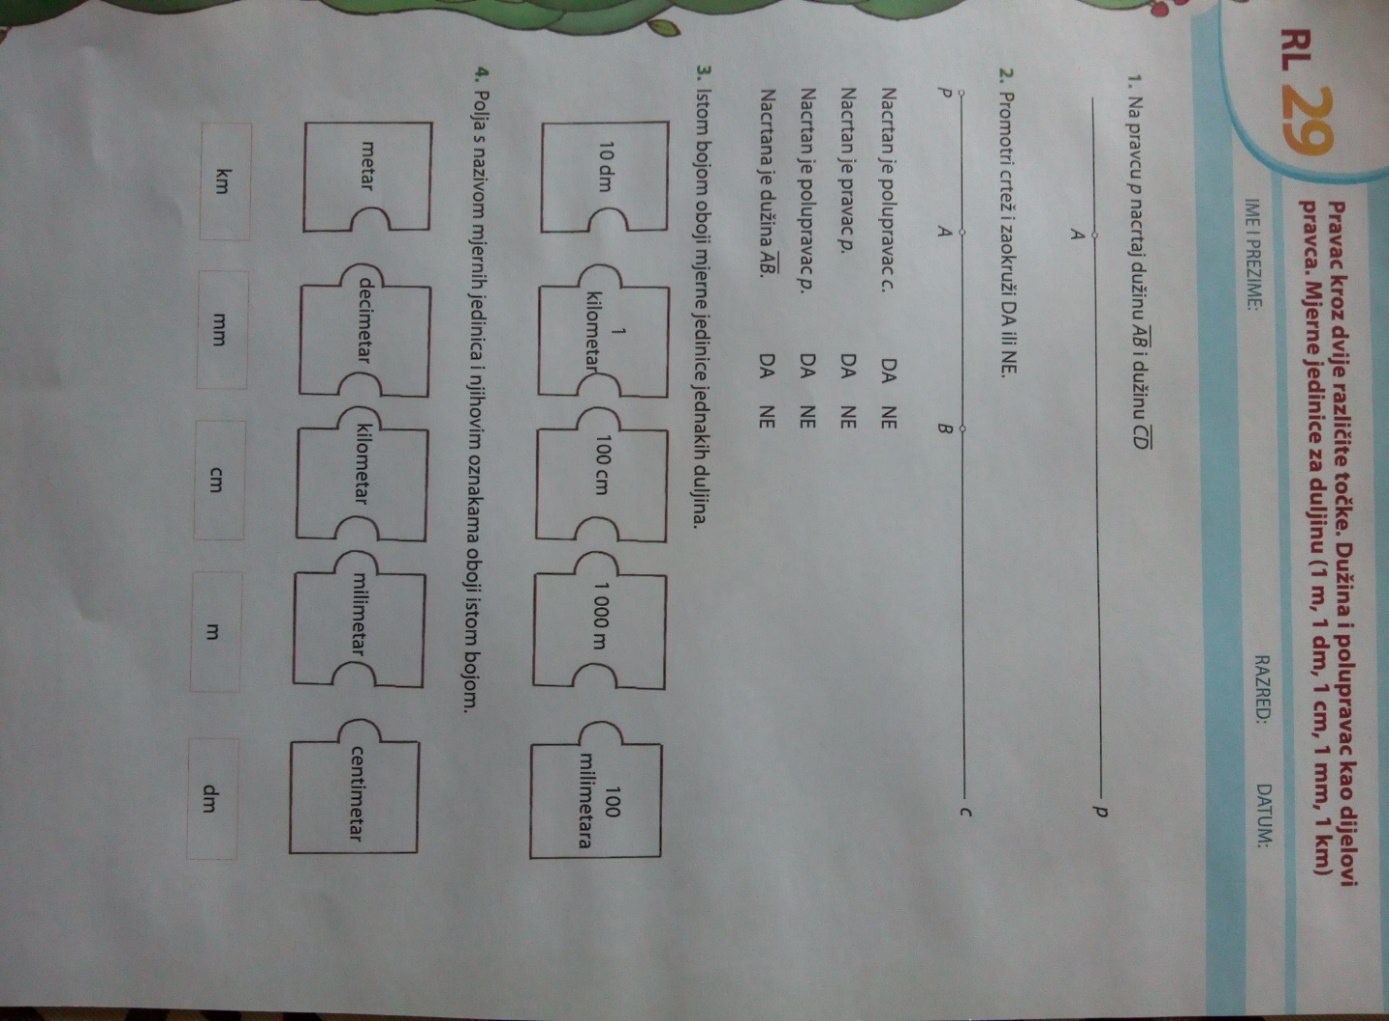 RL 29
Pravac kroz dvije različite točke. Dužina i polupravac kao dijelovi
pravca. Mjerne jedinice za duljinu (1 m, 1 dm, 1 cm, 1 mm, 1 km)
IME I PREZIME: RAZRED: DATUM:
1. Na pravcu p nacrtaj dužinu AB i dužinu CD
A p
2. Promotri crtež i zaokruži DA ili NE.
P A B c
Nacrtan je polupravac c. DA NE
Nacrtan je pravac p. DA NE
Nacrtan je polupravac p. DA NE
Nacrtana je dužina AB. DA NE
3. Istom bojom oboji mjerne jedinice jednakih duljina.
10 dm
1
kilometar
100 cm
1 000 m
100
milimetara
4. Polja s nazivom mjernih jedinica i njihovim oznakama oboji istom bojom.
metar decimetar kilometar milimetar centimetar
km mm cm m dm